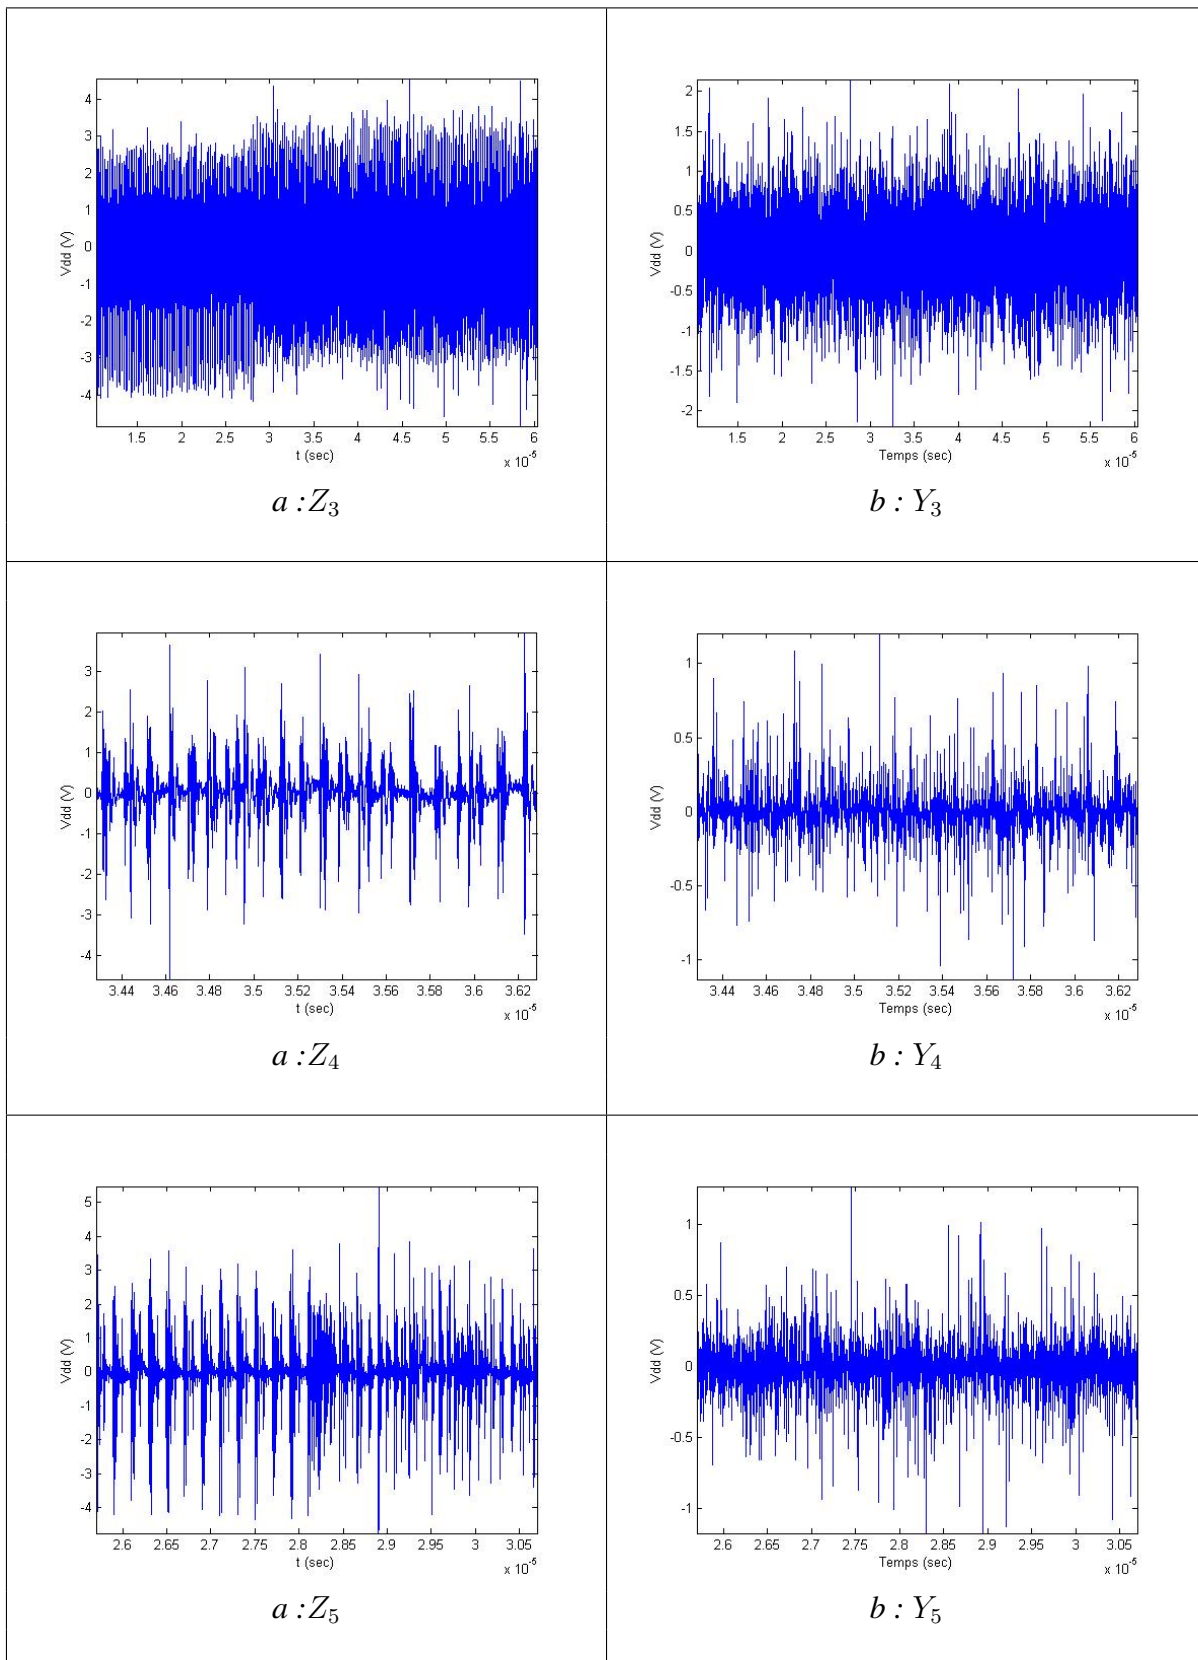 4
3
2
1
0
-1
-2
-3
-4
Vdd (V)
1.5 2 2.5 3 3.5 4 4.5 5 5.5 6
t (sec)
x 10⁻⁵
a : Z₃
2
1.5
1
0.5
0
-0.5
-1
-1.5
-2
Vdd (V)
1.5 2 2.5 3 3.5 4 4.5 5 5.5 6
Temps (sec)
x 10⁻⁵
b : Y₃
3
2
1
0
-1
-2
-3
-4
Vdd (V)
3.44 3.46 3.48 3.5 3.52 3.54 3.56 3.58 3.6 3.62
t (sec)
x 10⁻⁵
a : Z₄
1
0.5
0
-0.5
-1
Vdd (V)
3.44 3.46 3.48 3.5 3.52 3.54 3.56 3.58 3.6 3.62
Temps (sec)
x 10⁻⁵
b : Y₄
5
4
3
2
1
0
-1
-2
-3
-4
Vdd (V)
2.6 2.65 2.7 2.75 2.8 2.85 2.9 2.95 3 3.05
t (sec)
x 10⁻⁵
a : Z₅
1
0.5
0
-0.5
-1
Vdd (V)
2.6 2.65 2.7 2.75 2.8 2.85 2.9 2.95 3 3.05
Temps (sec)
x 10⁻⁵
b : Y₅